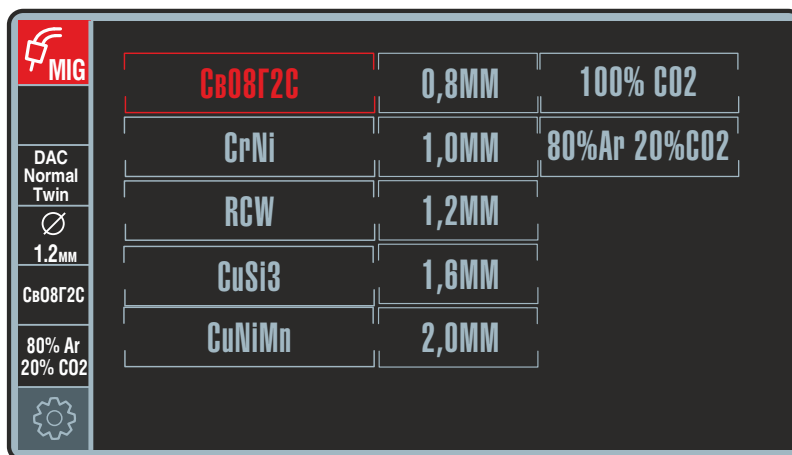 MIG
DAC
Normal
Twin
∅
1.2мм
Св08Г2С
80% Ar
20% CO2
Св08Г2С 0,8ММ 100% CO2
CrNi 1,0ММ 80%Ar 20%CO2
RCW 1,2ММ
CuSi3 1,6ММ
CuNiMn 2,0ММ